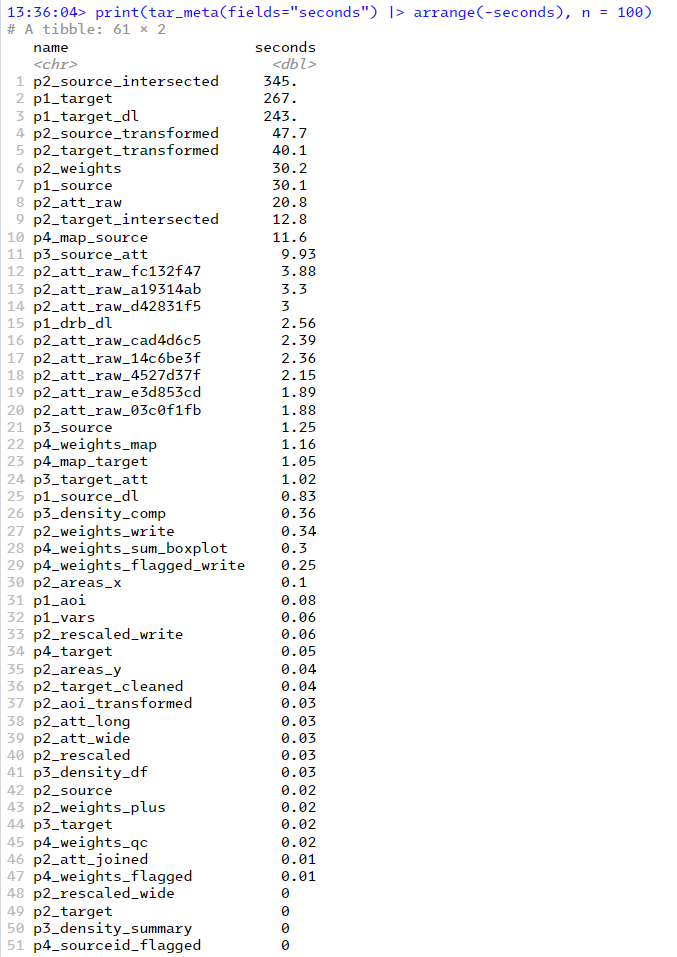 13:36:04> print(tar_meta(fields="seconds") |> arrange(-seconds), n = 100)
# A tibble: 61 × 2
name seconds
<chr> <dbl>
1 p2_source_intersected 345.
2 p1_target 267.
3 p1_target_dl 243.
4 p2_source_transformed 47.7
5 p2_target_transformed 40.1
6 p2_weights 30.2
7 p1_source 30.1
8 p2_att_raw 20.8
9 p2_target_intersected 12.8
10 p4_map_source 11.6
11 p3_source_att 9.93
12 p2_att_raw_fc132f47 3.88
13 p2_att_raw_a19314ab 3.3
14 p2_att_raw_d42831f5 3
15 p1_drb_dl 2.56
16 p2_att_raw_cad4d6c5 2.39
17 p2_att_raw_14c6be3f 2.36
18 p2_att_raw_4527d37f 2.15
19 p2_att_raw_e3d853cd 1.89
20 p2_att_raw_03c0f1fb 1.88
21 p3_source 1.25
22 p4_weights_map 1.16
23 p4_map_target 1.05
24 p3_target_att 1.02
25 p1_source_dl 0.83
26 p3_density_comp 0.36
27 p2_weights_write 0.34
28 p4_weights_sum_boxplot 0.3
29 p4_weights_flagged_write 0.25
30 p2_areas_x 0.1
31 p1_aoi 0.08
32 p1_vars 0.06
33 p2_rescaled_write 0.06
34 p4_target 0.05
35 p2_areas_y 0.04
36 p2_target_cleaned 0.04
37 p2_aoi_transformed 0.03
38 p2_att_long 0.03
39 p2_att_wide 0.03
40 p2_rescaled 0.03
41 p3_density_df 0.03
42 p2_source 0.02
43 p2_weights_plus 0.02
44 p3_target 0.02
45 p4_weights_qc 0.02
46 p2_att_joined 0.01
47 p4_weights_flagged 0.01
48 p2_rescaled_wide 0
49 p2_target 0
50 p3_density_summary 0
51 p4_sourceid_flagged 0